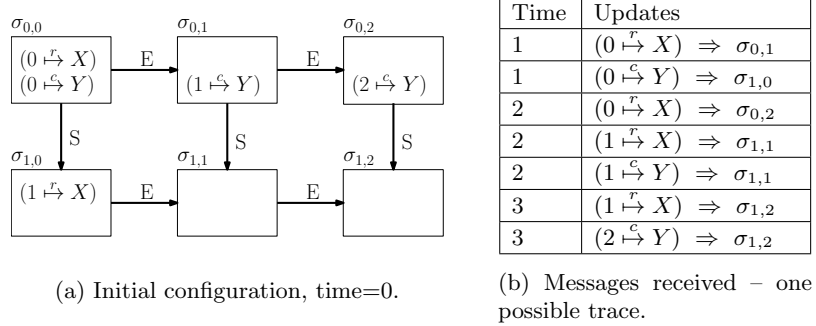 σ0,0 σ0,1 σ0,2
(0 ↦r X)
(0 ↦c Y)
E
(1 ↦c Y)
E
(2 ↦c Y)
S S S
σ1,0 σ1,1 σ1,2
(1 ↦r X)
E
E
(a) Initial configuration, time=0.
Time Updates
1 (0 ↦r X) ⇒ σ0,1
1 (0 ↦c Y) ⇒ σ1,0
2 (0 ↦r X) ⇒ σ0,2
2 (1 ↦r X) ⇒ σ1,1
2 (1 ↦c Y) ⇒ σ1,1
3 (1 ↦r X) ⇒ σ1,2
3 (2 ↦c Y) ⇒ σ1,2
(b) Messages received – one
possible trace.